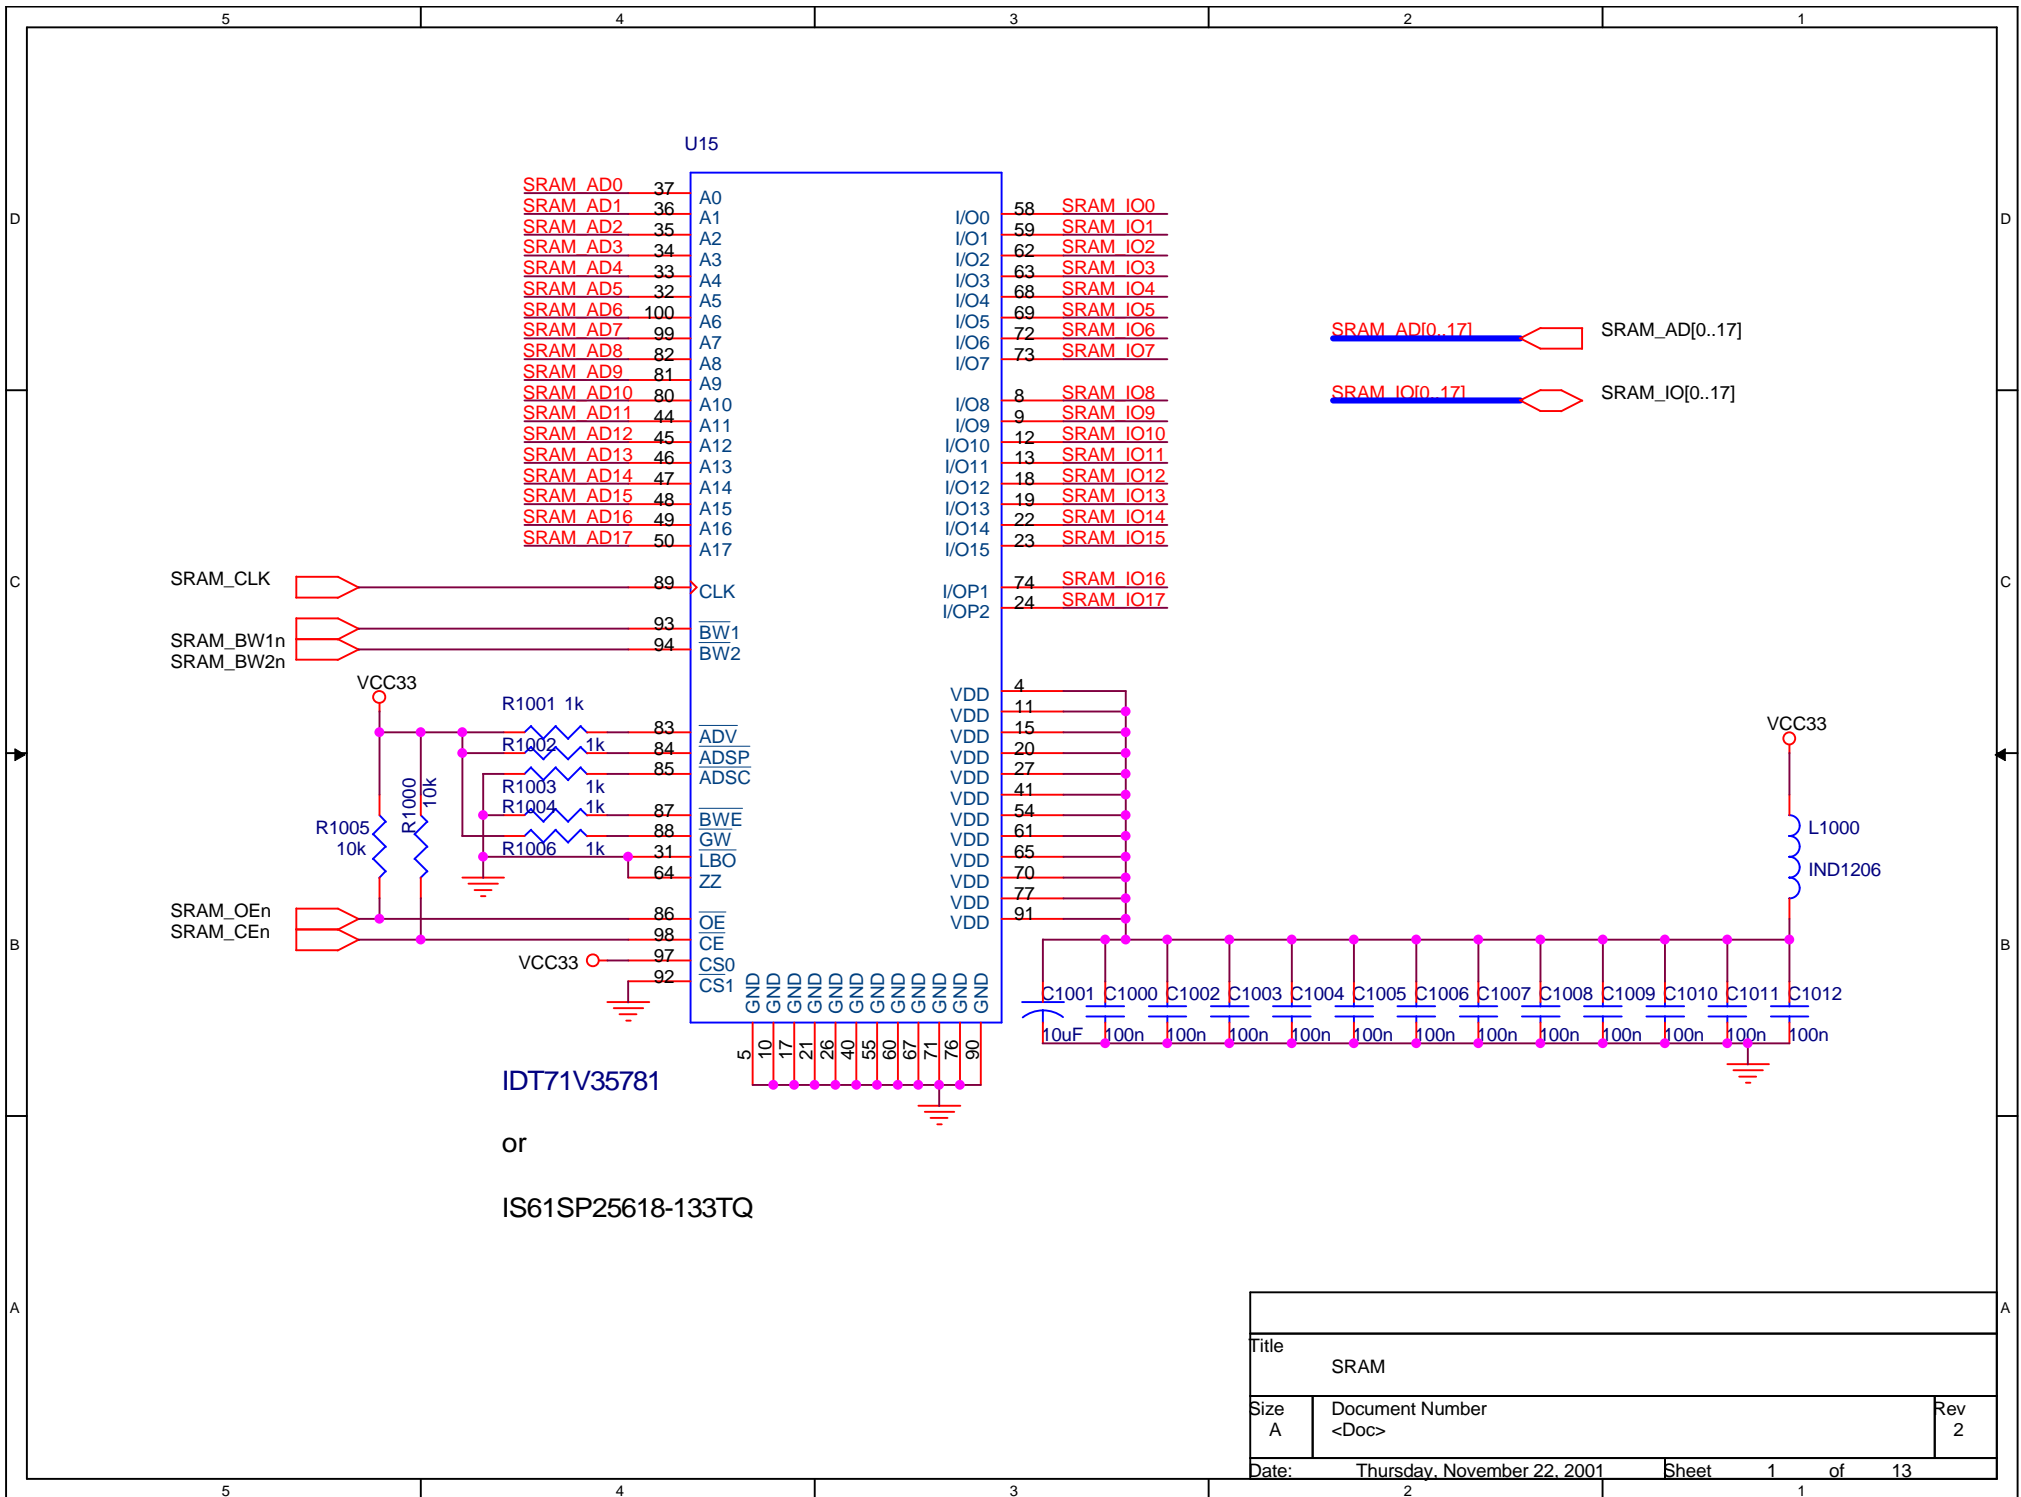 5 4 3 2 1
D D
C C
B B
A A
U15
SRAM_AD0 37 A0
SRAM_AD1 36 A1
SRAM_AD2 35 A2
SRAM_AD3 34 A3
SRAM_AD4 33 A4
SRAM_AD5 32 A5
SRAM_AD6 100 A6
SRAM_AD7 99 A7
SRAM_AD8 82 A8
SRAM_AD9 81 A9
SRAM_AD10 80 A10
SRAM_AD11 44 A11
SRAM_AD12 45 A12
SRAM_AD13 46 A13
SRAM_AD14 47 A14
SRAM_AD15 48 A15
SRAM_AD16 49 A16
SRAM_AD17 50 A17
SRAM_CLK 89 CLK
SRAM_BW1n 93 BW1
SRAM_BW2n 94 BW2
VCC33
R1001 1k 83 ADV
R1002 1k 84 ADSP
R1003 1k 85 ADSC
R1004 1k 87 BWE
R1006 1k 88 GW
31 LBO
64 ZZ
R1005 10k
R1000 10k
SRAM_OEn 86 OE
SRAM_CEn 98 CE
VCC33 97 CS0
92 CS1
I/O0 58 SRAM_IO0
I/O1 59 SRAM_IO1
I/O2 62 SRAM_IO2
I/O3 63 SRAM_IO3
I/O4 68 SRAM_IO4
I/O5 69 SRAM_IO5
I/O6 72 SRAM_IO6
I/O7 73 SRAM_IO7
I/O8 8 SRAM_IO8
I/O9 9 SRAM_IO9
I/O10 12 SRAM_IO10
I/O11 13 SRAM_IO11
I/O12 18 SRAM_IO12
I/O13 19 SRAM_IO13
I/O14 22 SRAM_IO14
I/O15 23 SRAM_IO15
I/OP1 74 SRAM_IO16
I/OP2 24 SRAM_IO17
VDD 4
VDD 11
VDD 15
VDD 20
VDD 27
VDD 41
VDD 54
VDD 61
VDD 65
VDD 70
VDD 77
VDD 91
GND GND GND GND GND GND GND GND GND GND GND GND
5 10 17 21 26 40 55 60 67 71 76 90
SRAM_AD[0..17] SRAM_AD[0..17]
SRAM_IO[0..17] SRAM_IO[0..17]
VCC33
L1000
IND1206
C1001 C1000 C1002 C1003 C1004 C1005 C1006 C1007 C1008 C1009 C1010 C1011 C1012
10uF 100n 100n 100n 100n 100n 100n 100n 100n 100n 100n 100n 100n
IDT71V35781
or
IS61SP25618-133TQ
Title
SRAM
Size Document Number Rev
A <Doc> 2
Date: Thursday, November 22, 2001 Sheet 1 of 13
5 4 3 2 1